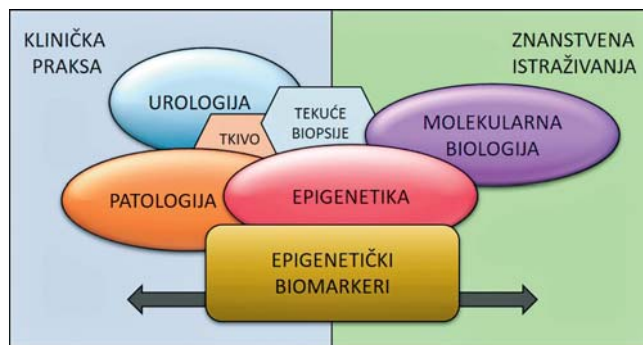 KLINIČKA
PRAKSA
ZNANSTVENA
ISTRAŽIVANJA
UROLOGIJA
TEKUĆE
BIOPSIJE
TKIVO
MOLEKULARNA
BIOLOGIJA
PATOLOGIJA
EPIGENETIKA
EPIGENETIČKI
BIOMARKERI